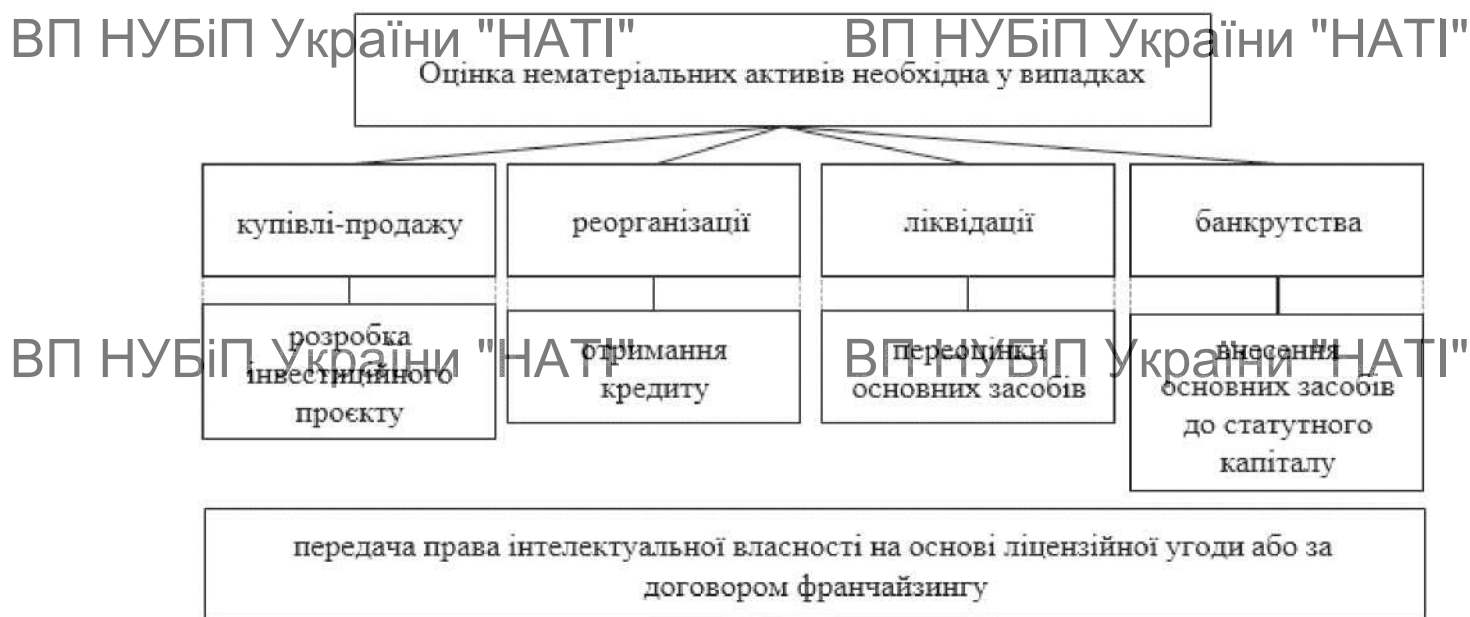 ВП НУБіП України "НАТІ"
ВП НУБіП України "НАТІ"
Оцінка нематеріальних активів необхідна у випадках
купівлі-продажу
реорганізації
ліквідації
банкрутства
розробка
інвестиційного
проєкту
отримання
кредиту
переоцінки
основних засобів
внесення
основних засобів
до статутного
капіталу
ВП НУБіП України "НАТІ"
ВП НУБіП України "НАТІ"
передача права інтелектуальної власності на основі ліцензійної угоди або за
договором франчайзингу